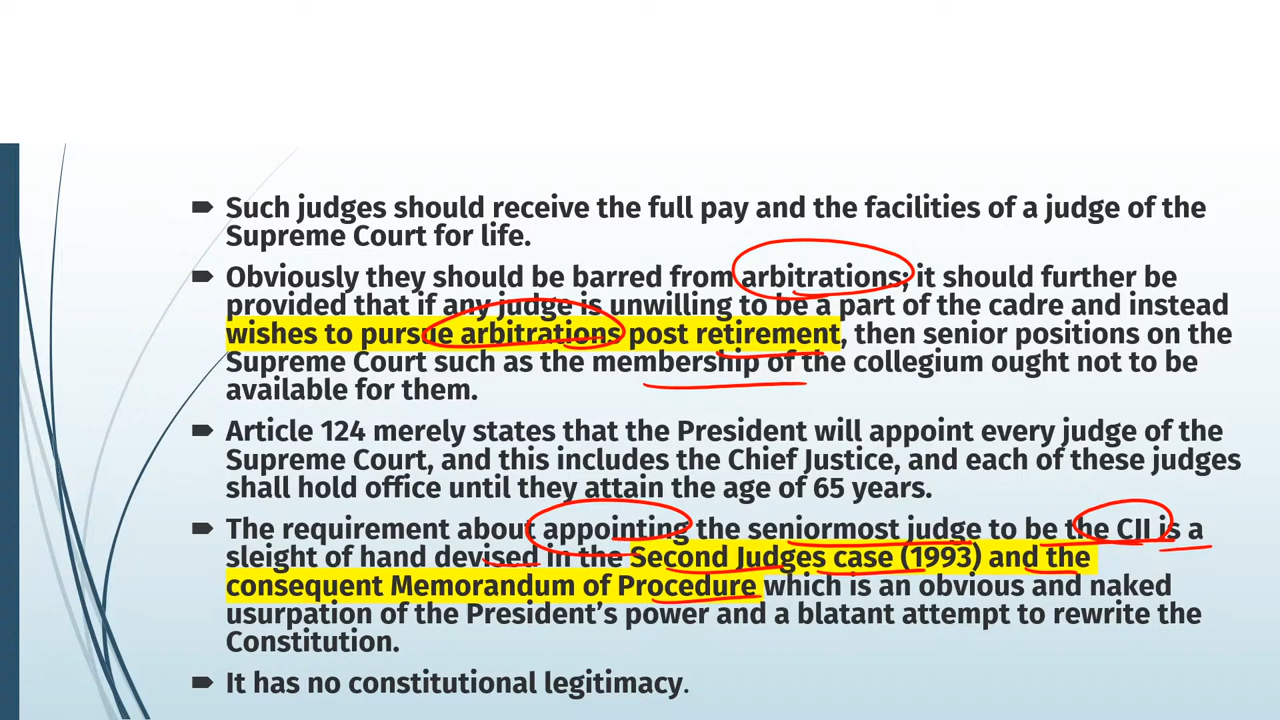 Such judges should receive the full pay and the facilities of a judge of the
Supreme Court for life.
Obviously they should be barred from arbitrations; it should further be
provided that if any judge is unwilling to be a part of the cadre and instead
wishes to pursue arbitrations post retirement, then senior positions on the
Supreme Court such as the membership of the collegium ought not to be
available for them.
Article 124 merely states that the President will appoint every judge of the
Supreme Court, and this includes the Chief Justice, and each of these judges
shall hold office until they attain the age of 65 years.
The requirement about appointing the seniormost judge to be the CJI is a
sleight of hand devised in the Second Judges case (1993) and the
consequent Memorandum of Procedure which is an obvious and naked
usurpation of the President’s power and a blatant attempt to rewrite the
Constitution.
It has no constitutional legitimacy.